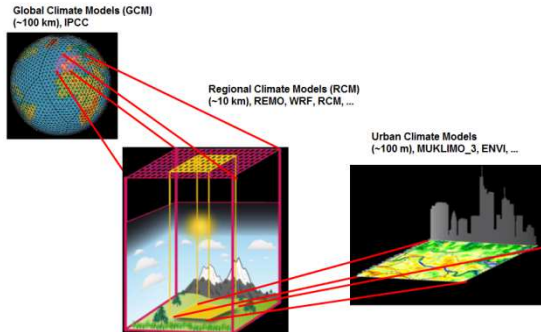 Global Climate Models (GCM)
(~100 km), IPCC
Regional Climate Models (RCM)
(~10 km), REMO, WRF, RCM, ...
Urban Climate Models
(~100 m), MUKLIMO_3, ENVI, ...